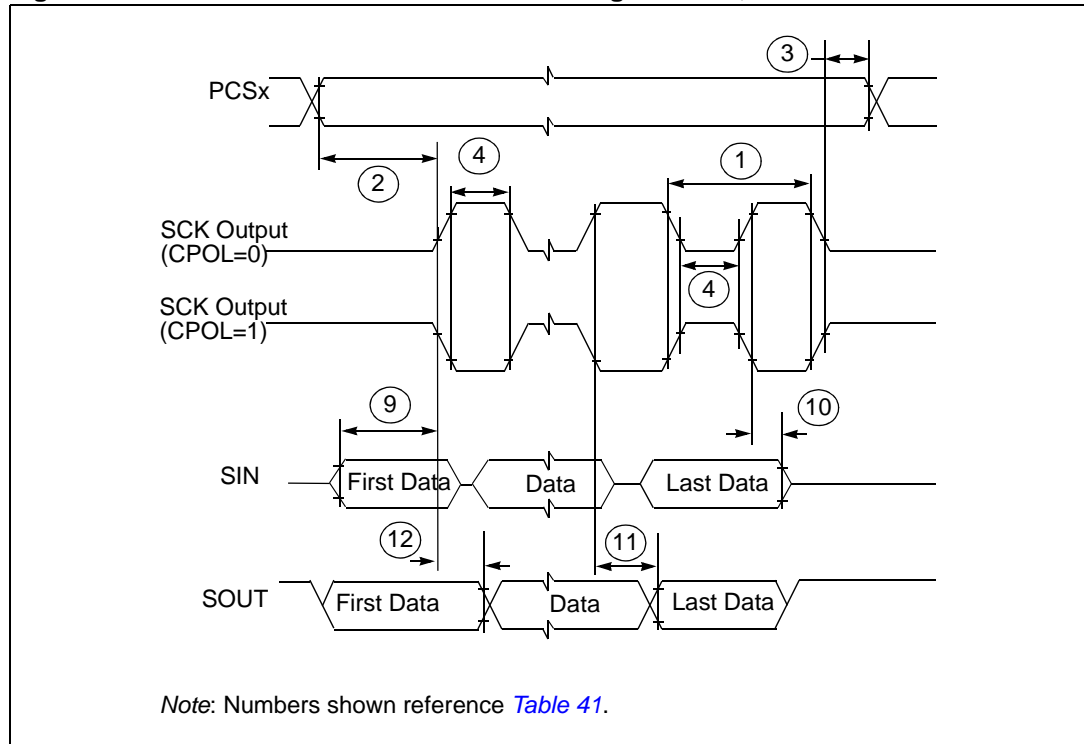 3
PCSx
4
1
2
SCK Output
(CPOL=0)
4
SCK Output
(CPOL=1)
9
10
SIN
First Data
Data
Last Data
12
11
SOUT
First Data
Data
Last Data
Note: Numbers shown reference Table 41.